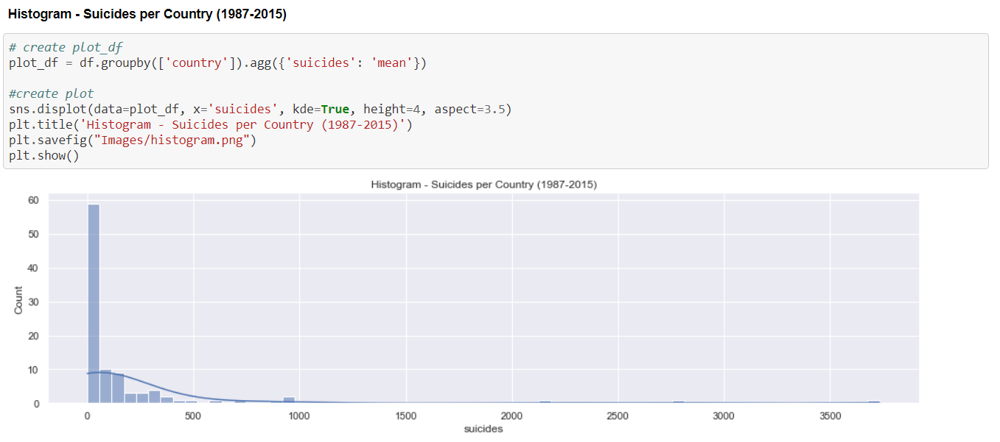 Histogram - Suicides per Country (1987-2015)
# create plot_df
plot_df = df.groupby(['country']).agg({'suicides': 'mean'})
#create plot
sns.displot(data=plot_df, x='suicides', kde=True, height=4, aspect=3.5)
plt.title('Histogram - Suicides per Country (1987-2015)')
plt.savefig("Images/histogram.png")
plt.show()
Histogram - Suicides per Country (1987-2015)
60
50
40
30
20
10
0
Count
0 500 1000 1500 2000 2500 3000 3500
suicides